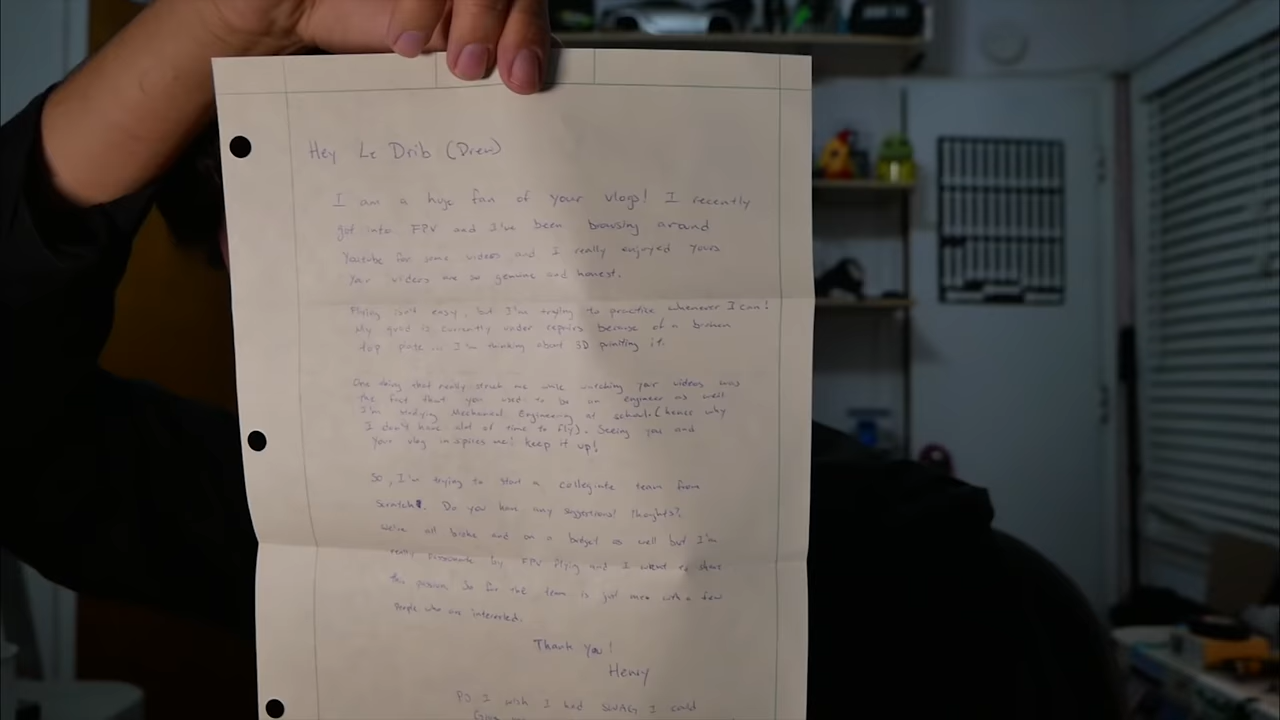 Hey Le Drib (Drew)
I am a huge fan of your vlogs! I recently
got into FPV and I've been browsing around
Youtube for some videos and I really enjoyed yours
Your videos are so genuine and honest.
Flying isn't easy, but I'm trying to practice whenever I can!
My quad is currently under repairs because of a broken
top plate... I'm thinking about 3D printing it.
One thing that really struck me while watching your videos was
the fact that you used to be an engineer as well
I'm studying Mechanical Engineering at school (hence why
I don't have alot of time to fly). Seeing you and
your vlog inspires me! Keep it up!
So, I'm trying to start a collegiate team from
scratch. Do you have any suggestions/thoughts?
We're all broke and on a budget as well but I'm
really passionate by FPV flying and I want to share
this passion. So far the team is just me with a few
people who are interested.
Thank you!
Henry
PS I wish I had SWAG I could